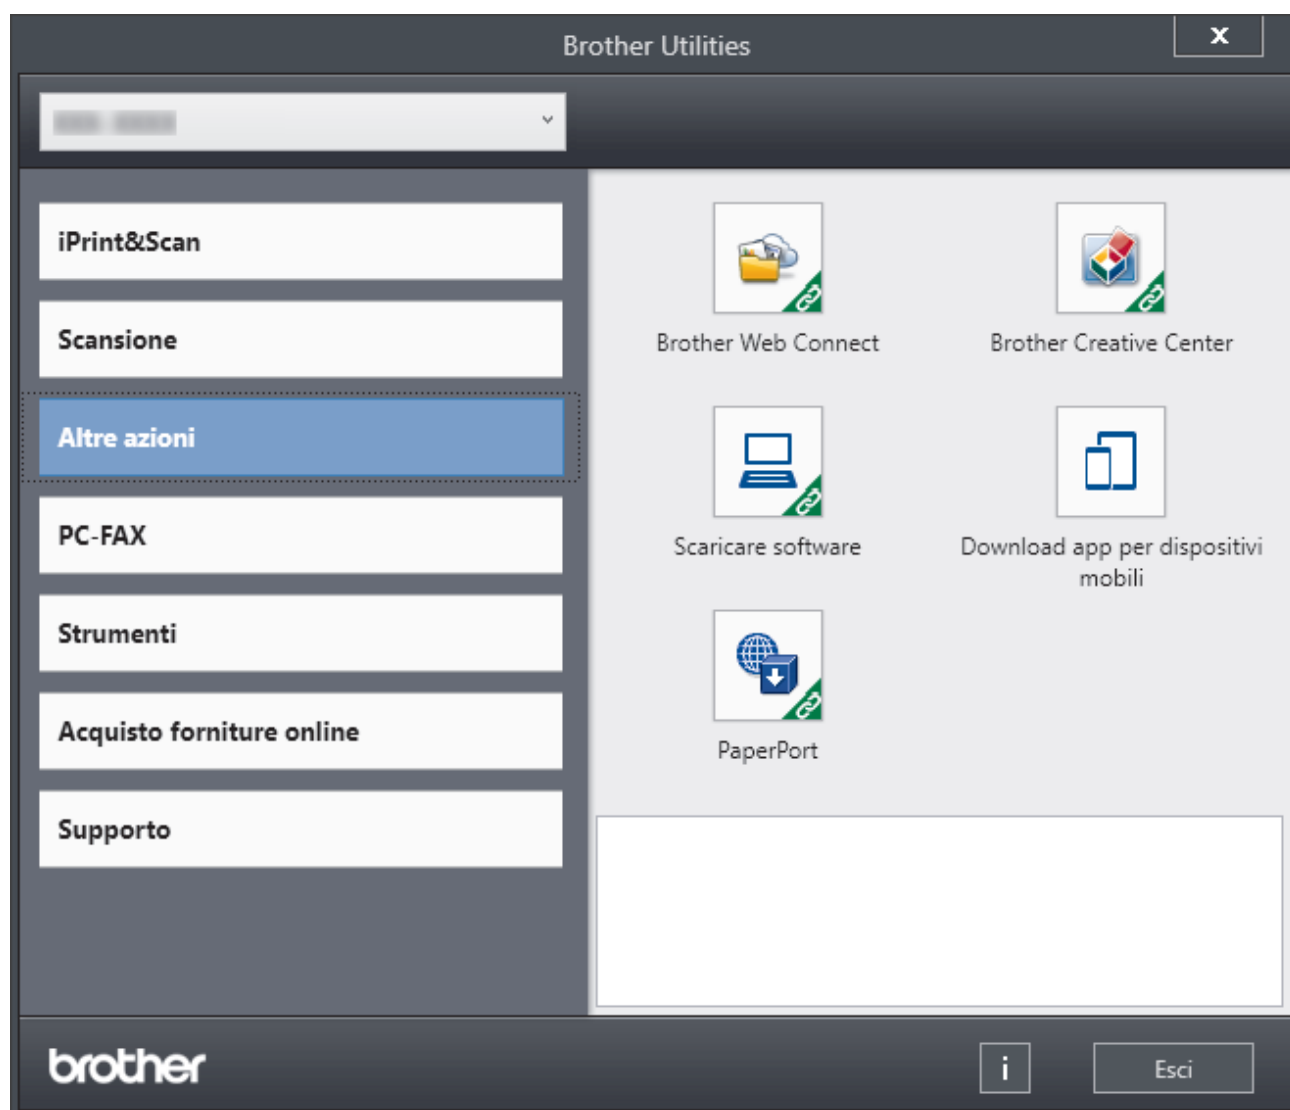 Brother Utilities
x
iPrint&Scan
Scansione
Altre azioni
PC-FAX
Strumenti
Acquisto forniture online
Supporto
Brother Web Connect
Brother Creative Center
Scaricare software
Download app per dispositivi
mobili
PaperPort
brother
i
Esci